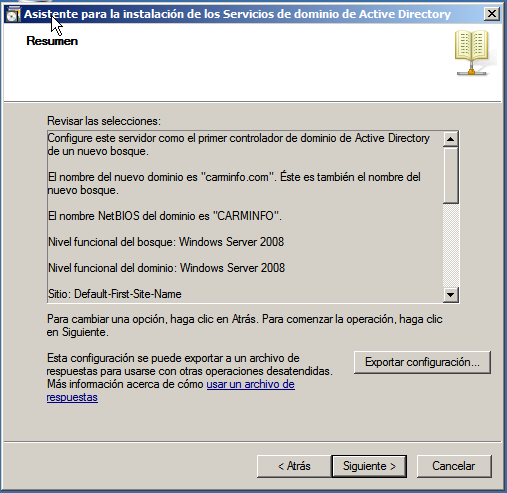 Asistente para la instalación de los Servicios de dominio de Active Directory
Resumen
Revisar las selecciones:
Configure este servidor como el primer controlador de dominio de Active Directory
de un nuevo bosque.
El nombre del nuevo dominio es "carminfo.com". Éste es también el nombre del
nuevo bosque.
El nombre NetBIOS del dominio es "CARMINFO".
Nivel funcional del bosque: Windows Server 2008
Nivel funcional del dominio: Windows Server 2008
Sitio: Default-First-Site-Name
Para cambiar una opción, haga clic en Atrás. Para comenzar la operación, haga clic
en Siguiente.
Esta configuración se puede exportar a un archivo de
respuestas para usarse con otras operaciones desatendidas.
Más información acerca de cómo usar un archivo de
respuestas
Exportar configuración...
< Atrás
Siguiente >
Cancelar